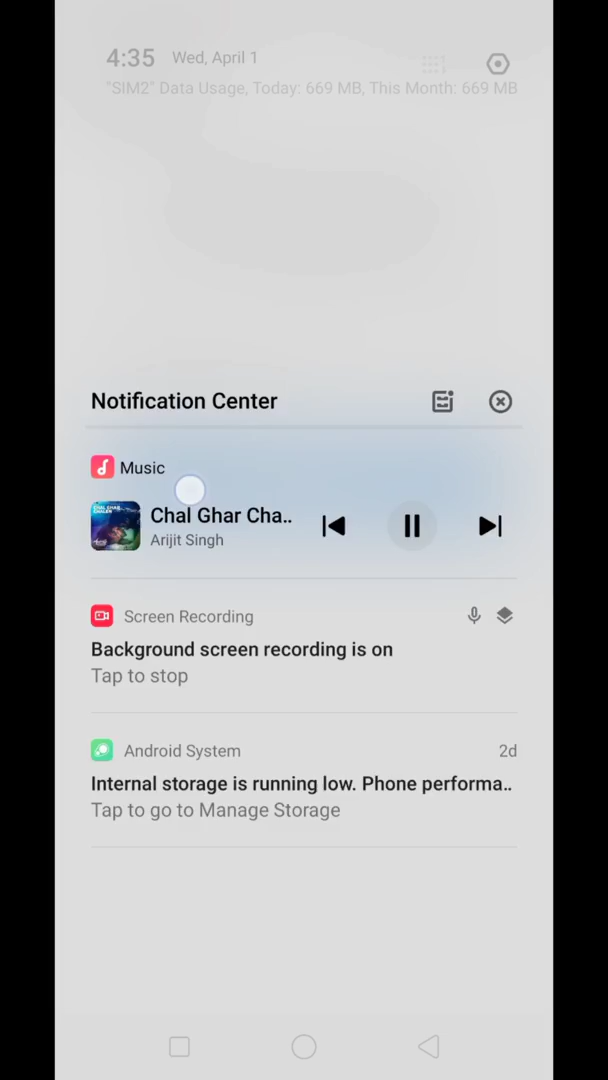 4:35 Wed, April 1
"SIM2" Data Usage, Today: 669 MB, This Month: 669 MB
Notification Center
Music
Chal Ghar Cha..
Arijit Singh
Screen Recording
Background screen recording is on
Tap to stop
Android System 2d
Internal storage is running low. Phone performa..
Tap to go to Manage Storage